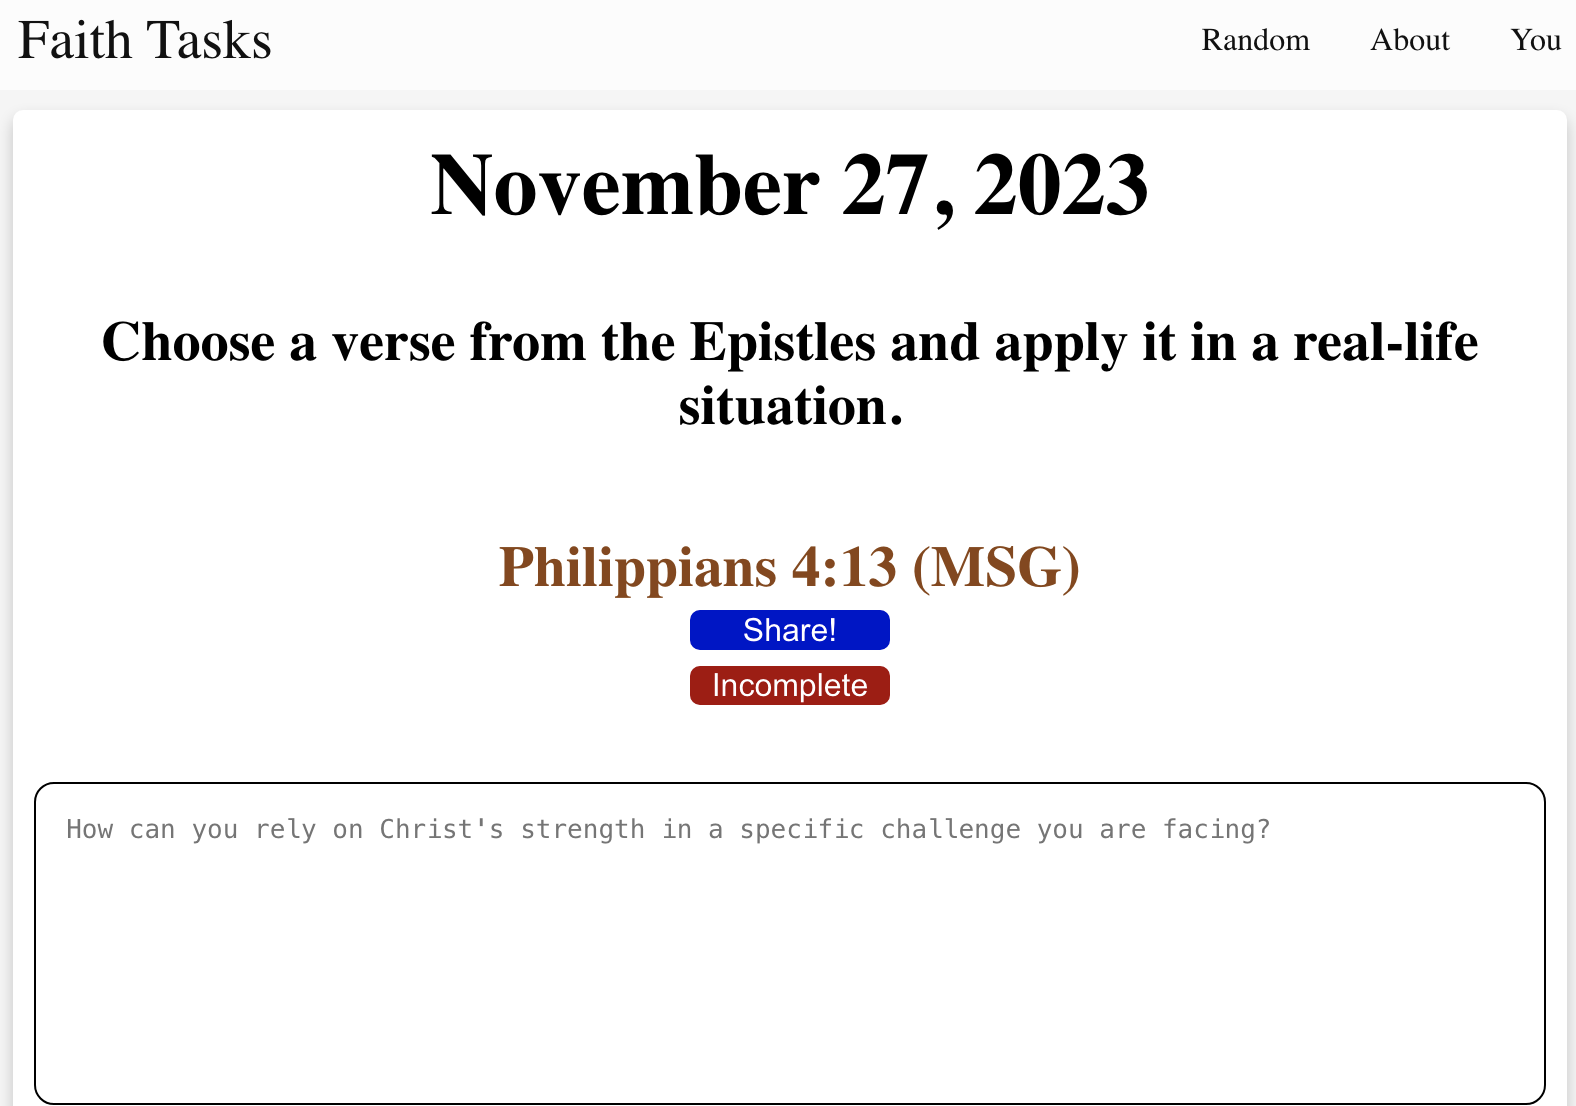 Faith Tasks
Random About You
November 27, 2023
Choose a verse from the Epistles and apply it in a real-life
situation.
Philippians 4:13 (MSG)
Share!
Incomplete
How can you rely on Christ's strength in a specific challenge you are facing?